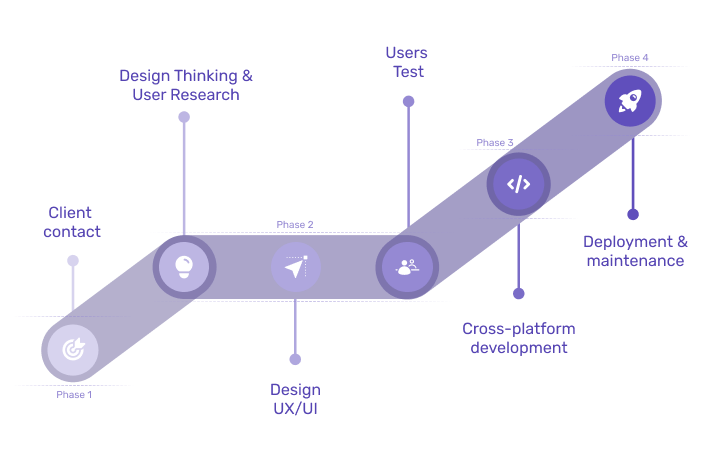 Client
contact
Phase 1
Design Thinking &
User Research
Phase 2
Design
UX/UI
Users
Test
Phase 3
Cross-platform
development
Phase 4
Deployment &
maintenance